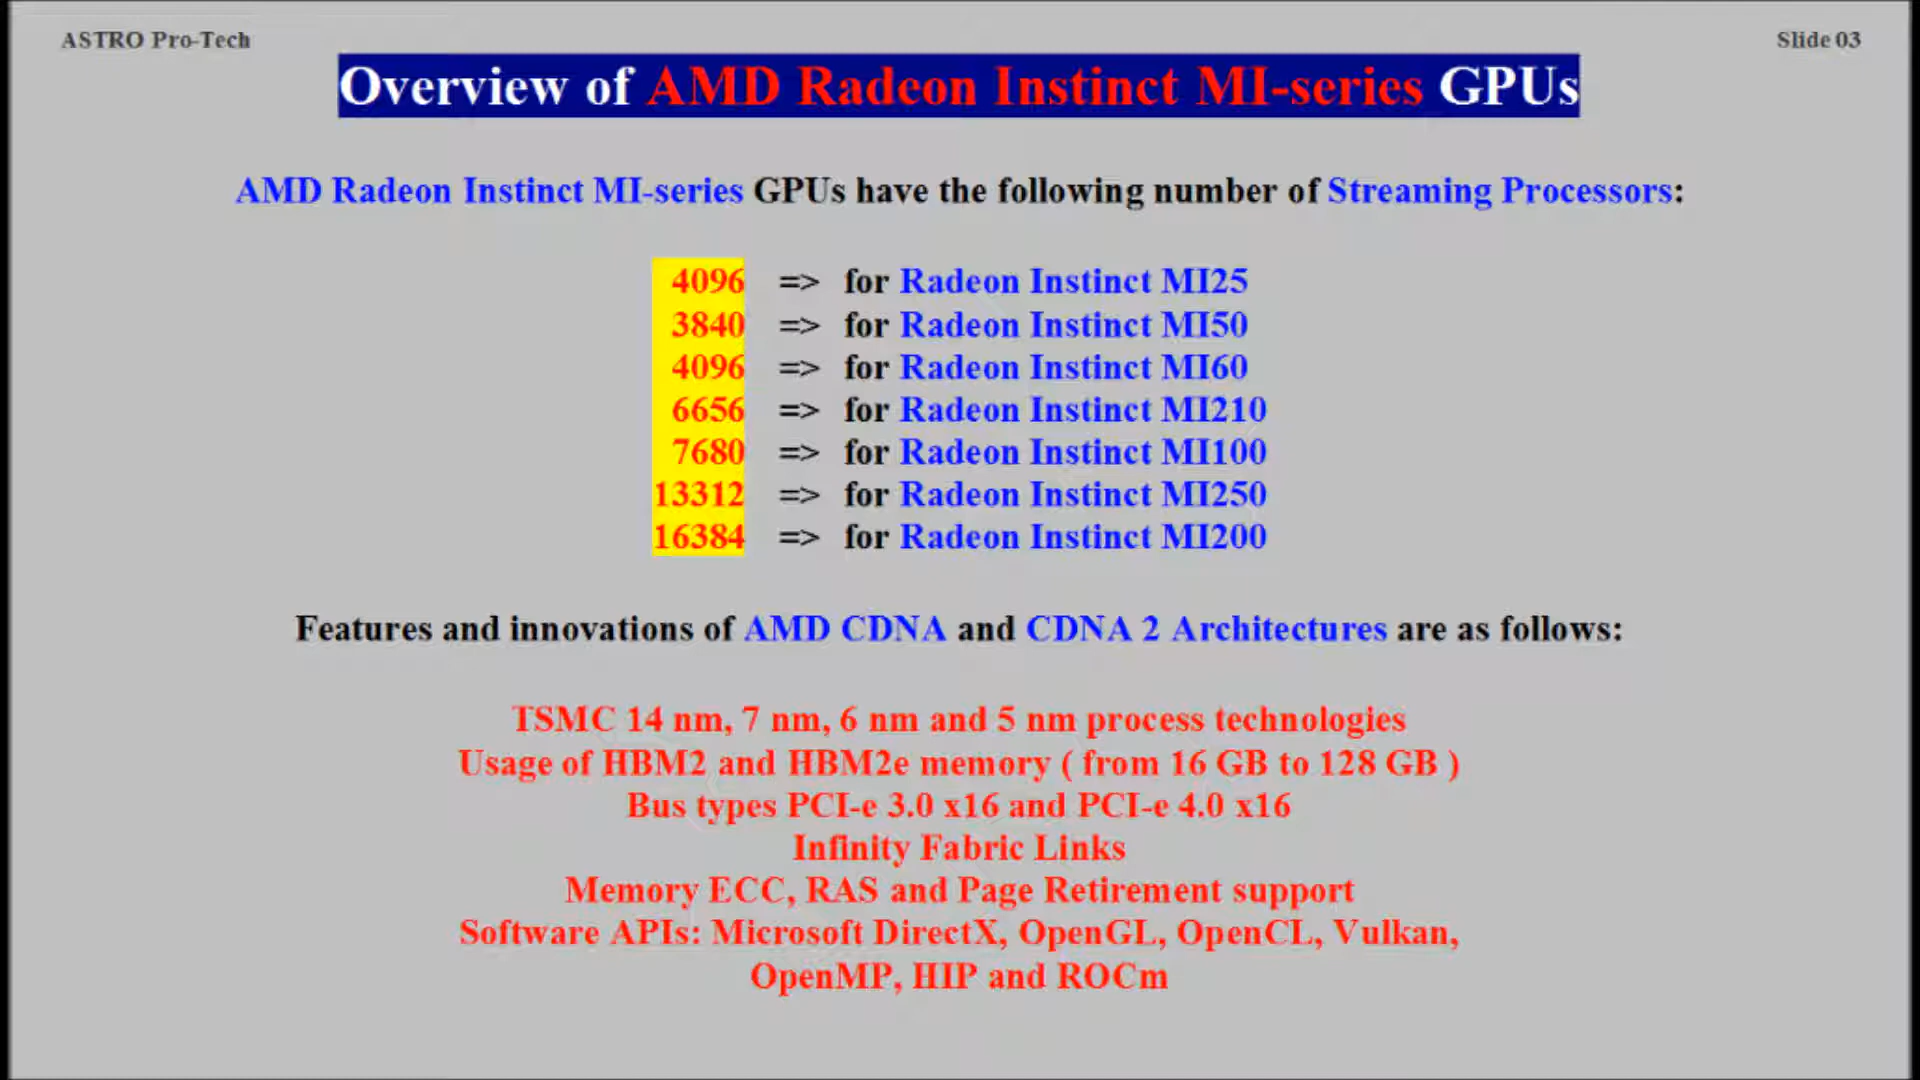 ASTRO Pro-Tech
Slide 03
Overview of AMD Radeon Instinct MI-series GPUs
AMD Radeon Instinct MI-series GPUs have the following number of Streaming Processors:
4096 => for Radeon Instinct MI25
3840 => for Radeon Instinct MI50
4096 => for Radeon Instinct MI60
6656 => for Radeon Instinct MI210
7680 => for Radeon Instinct MI100
13312 => for Radeon Instinct MI250
16384 => for Radeon Instinct MI200
Features and innovations of AMD CDNA and CDNA 2 Architectures are as follows:
TSMC 14 nm, 7 nm, 6 nm and 5 nm process technologies
Usage of HBM2 and HBM2e memory ( from 16 GB to 128 GB )
Bus types PCI-e 3.0 x16 and PCI-e 4.0 x16
Infinity Fabric Links
Memory ECC, RAS and Page Retirement support
Software APIs: Microsoft DirectX, OpenGL, OpenCL, Vulkan,
OpenMP, HIP and ROCm